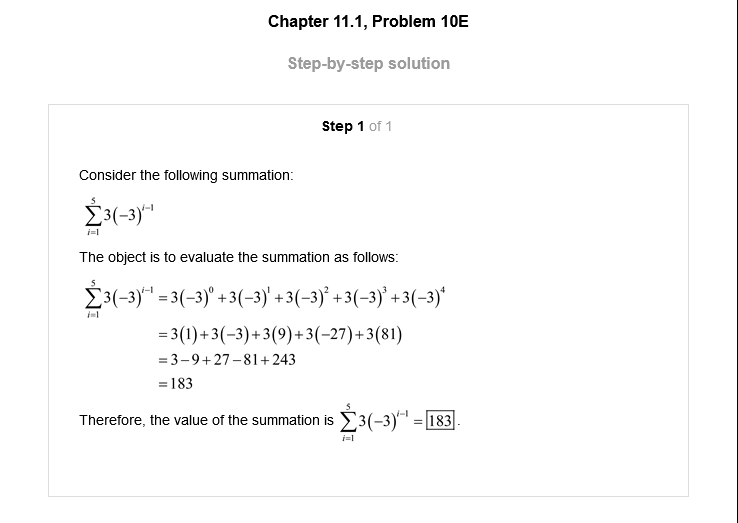 Chapter 11.1, Problem 10E
Step-by-step solution
Step 1 of 1
Consider the following summation:
$\sum_{i=1}^{5} 3(-3)^{i-1}$
The object is to evaluate the summation as follows:
$\sum_{i=1}^{5} 3(-3)^{i-1} = 3(-3)^0 + 3(-3)^1 + 3(-3)^2 + 3(-3)^3 + 3(-3)^4$
$= 3(1) + 3(-3) + 3(9) + 3(-27) + 3(81)$
$= 3 - 9 + 27 - 81 + 243$
$= 183$
Therefore, the value of the summation is $\sum_{i=1}^{5} 3(-3)^{i-1} = \boxed{183}$.